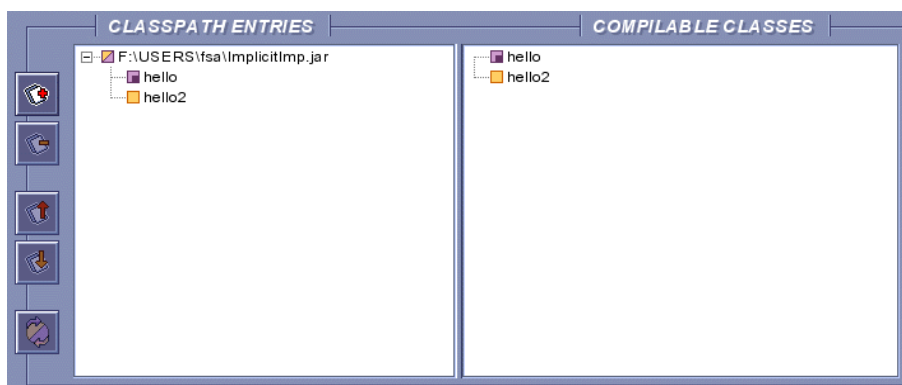 CLASSPATH ENTRIES
COMPILABLE CLASSES
F:\USERS\fsa\ImplicitImp.jar
hello
hello2
hello
hello2